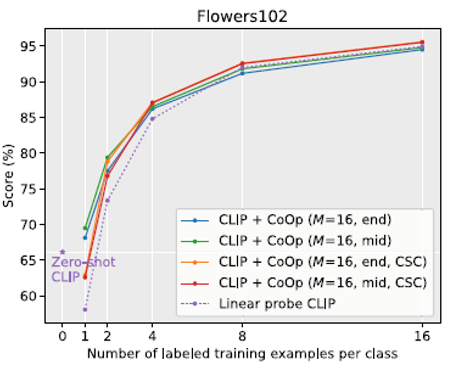 Flowers102
Score (%)
95
90
85
80
75
70
65
60
Zero-shot
CLIP
CLIP + CoOp (M=16, end)
CLIP + CoOp (M=16, mid)
CLIP + CoOp (M=16, end, CSC)
CLIP + CoOp (M=16, mid, CSC)
Linear probe CLIP
0 1 2 4 8 16
Number of labeled training examples per class